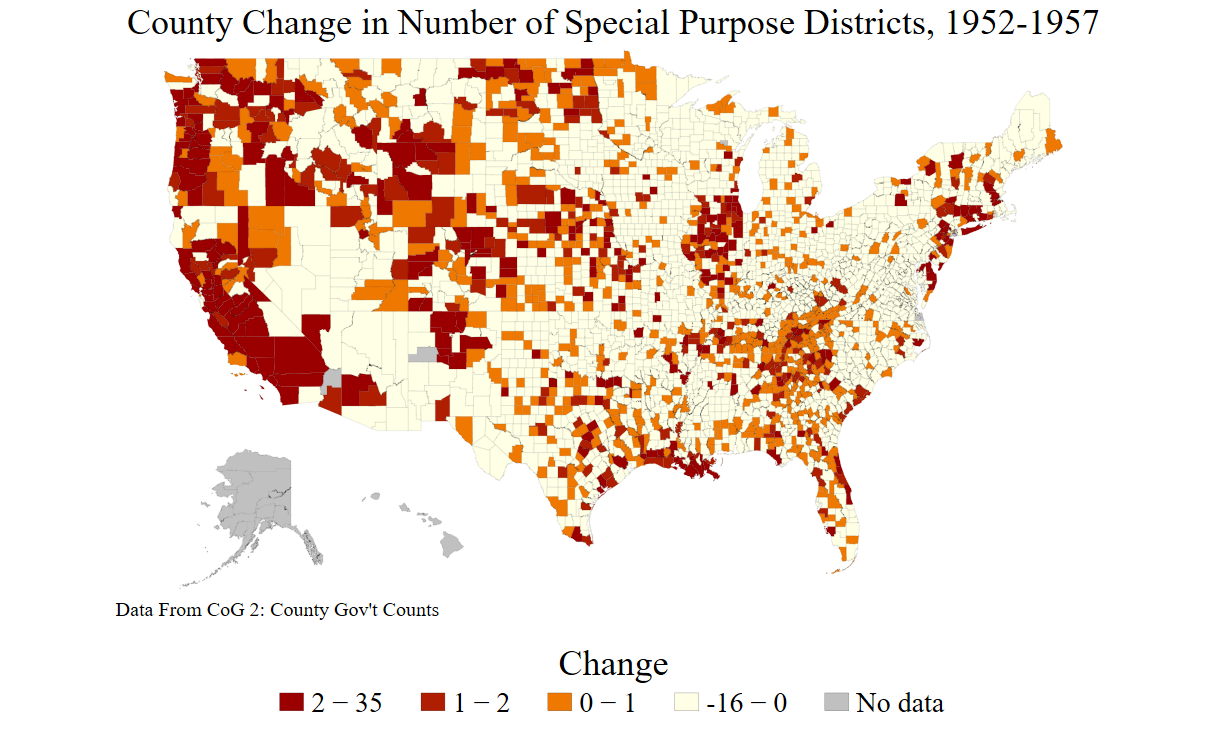 County Change in Number of Special Purpose Districts, 1952-1957
Data From CoG 2: County Gov't Counts
Change
2 − 35 1 − 2 0 − 1 -16 − 0 No data